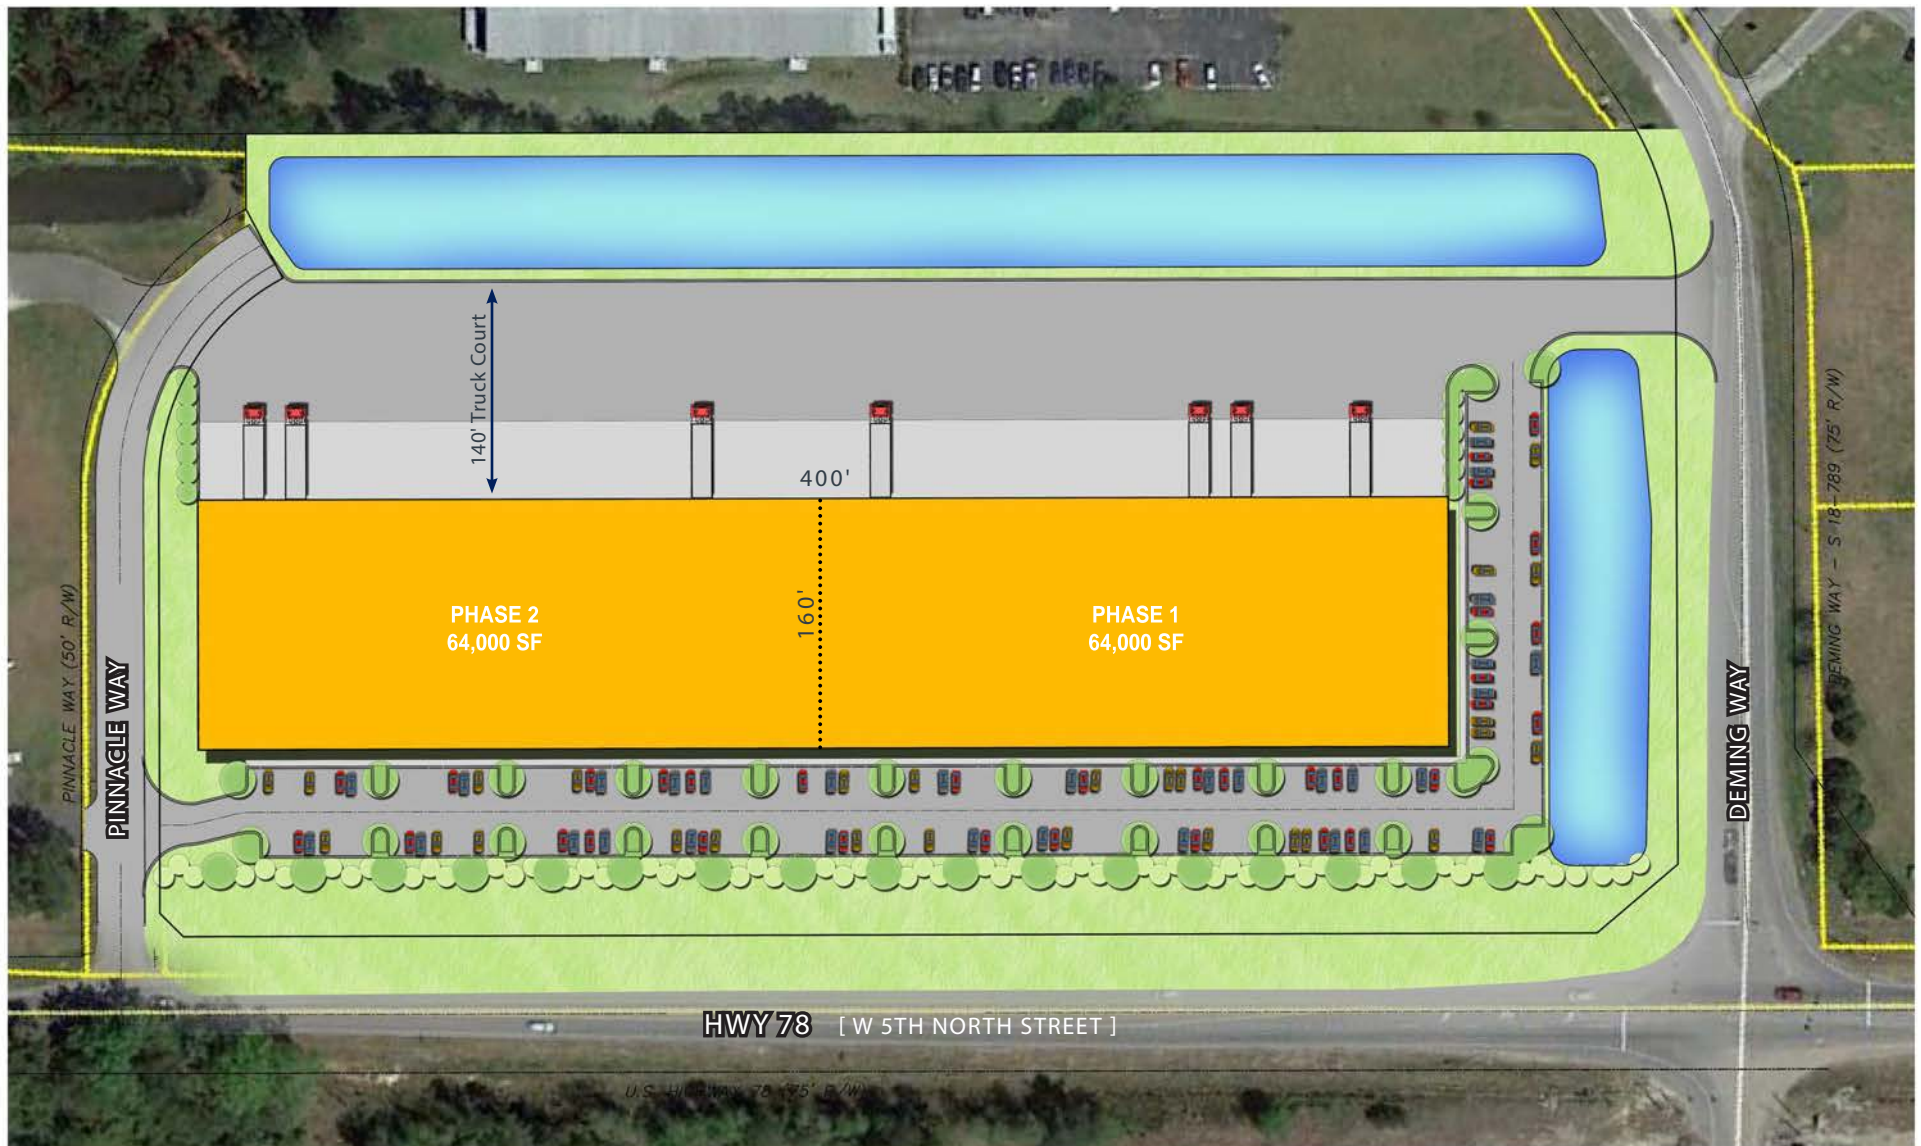 140' Truck Court
400'
160'
PHASE 2
64,000 SF
PHASE 1
64,000 SF
PINNACLE WAY (50' R/W)
PINNACLE WAY
DEMING WAY
DEMING WAY - S 18-789 (75' R/W)
HWY 78 [ W 5TH NORTH STREET ]
U.S. HIGHWAY 78 (75' R/W)